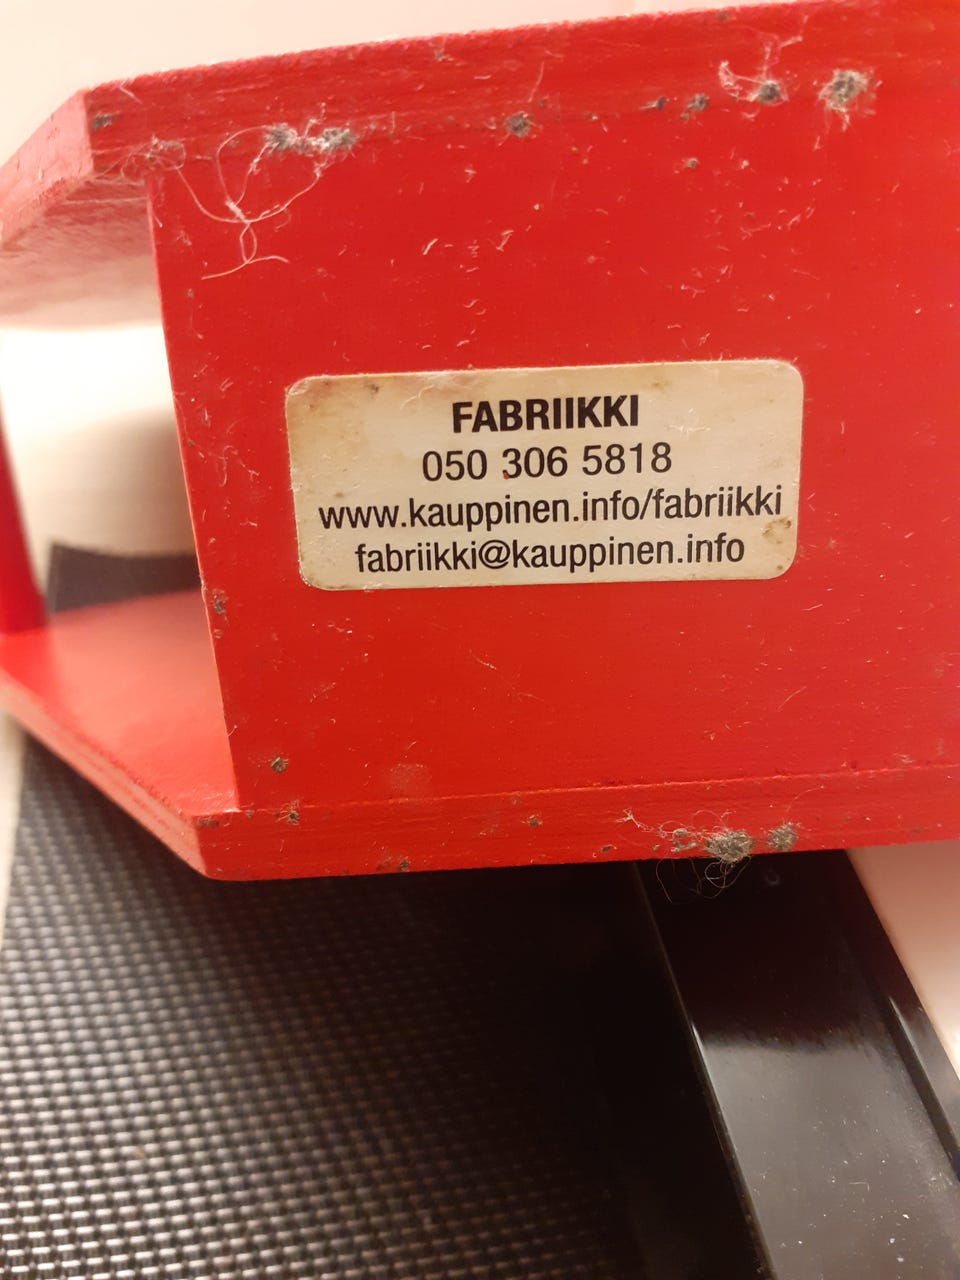 FABRIIKKI
050 306 5818
www.kauppinen.info/fabriikki
fabriikki@kauppinen.info